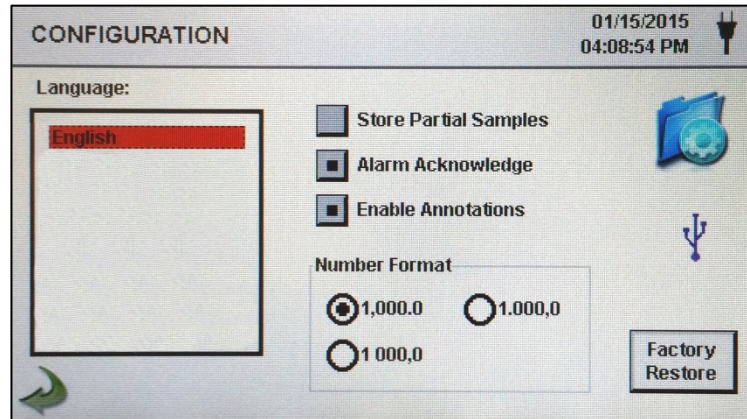 CONFIGURATION
01/15/2015
04:08:54 PM
Language:
English
Store Partial Samples
Alarm Acknowledge
Enable Annotations
Number Format
1,000.0
1.000,0
1 000,0
Factory
Restore